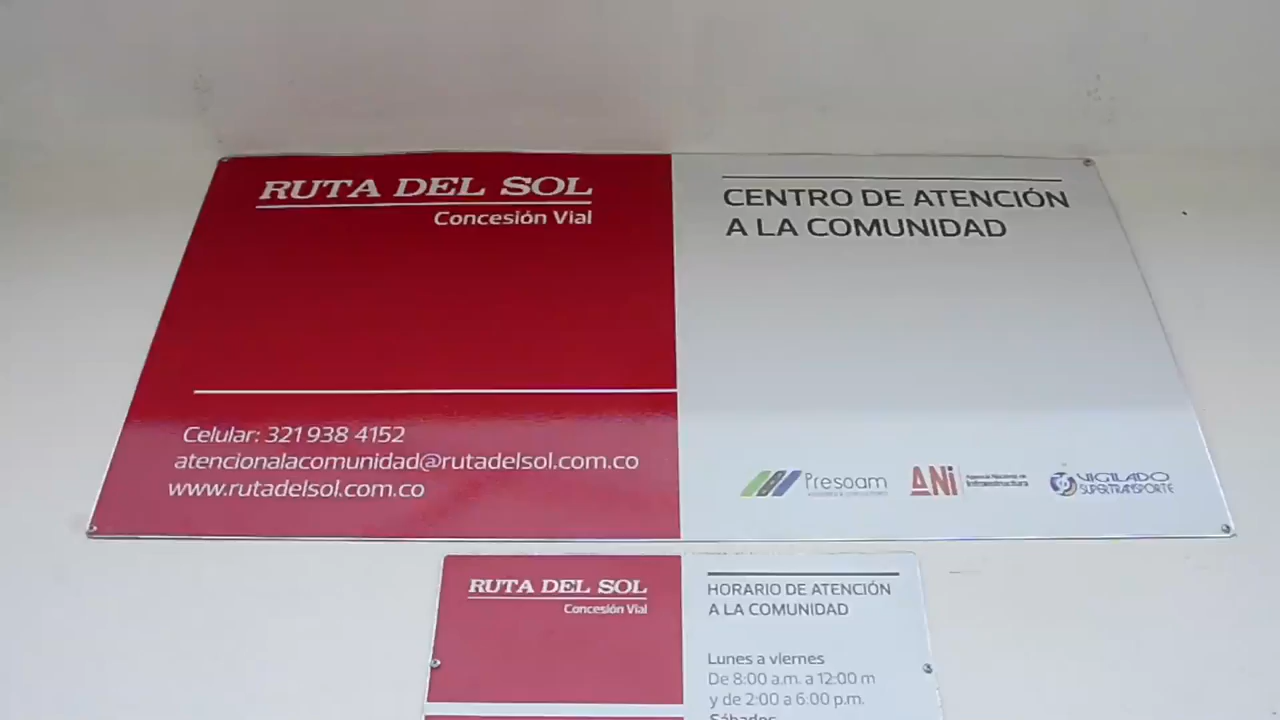 RUTA DEL SOL
Concesión Vial
CENTRO DE ATENCIÓN
A LA COMUNIDAD
Celular: 321 938 4152
atencionalacomunidad@rutadelsol.com.co
www.rutadelsol.com.co
Presoam
ANi
Infraestructura
VIGILADO
SUPERTRANSPORTE
RUTA DEL SOL
Concesión Vial
HORARIO DE ATENCIÓN
A LA COMUNIDAD
Lunes a viernes
De 8:00 a.m. a 12:00 m
y de 2:00 a 6:00 p.m.
Sábados